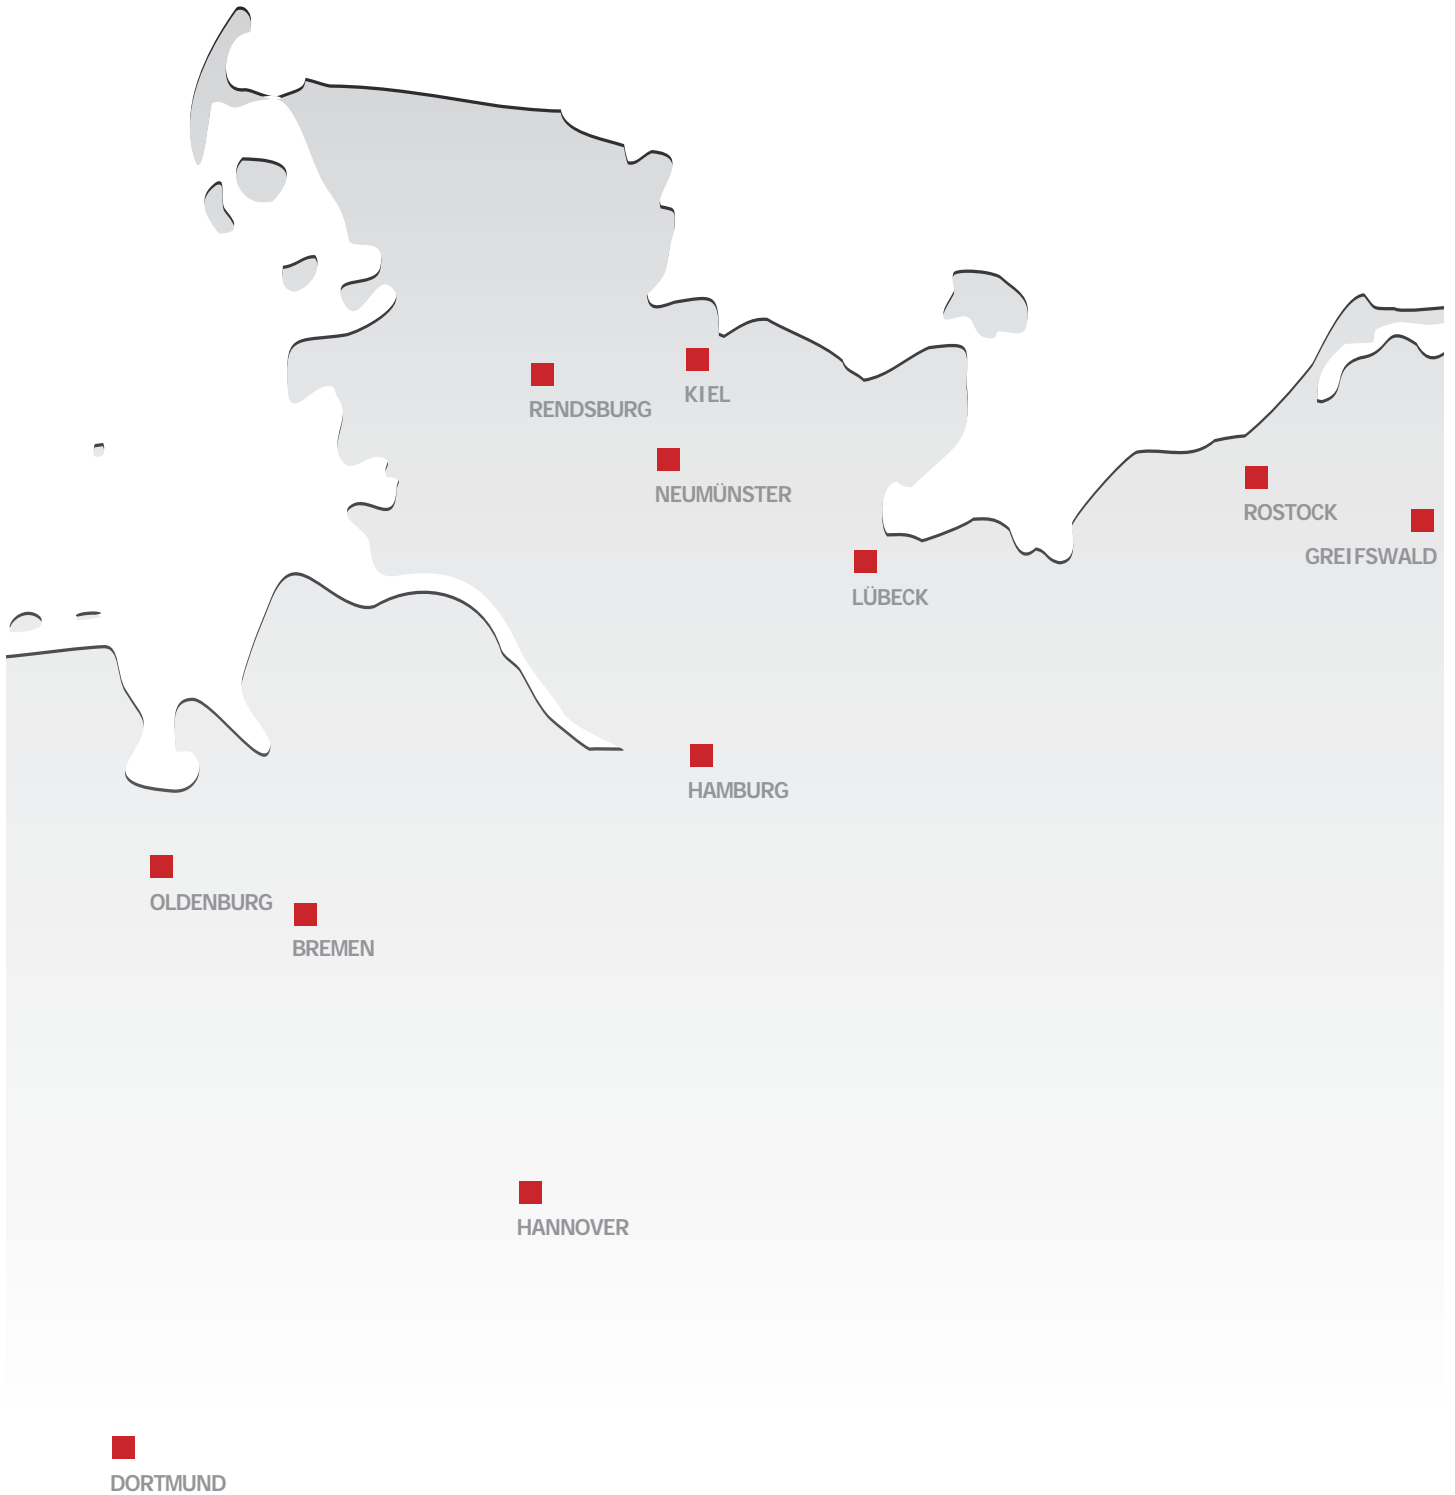 KIEL
RENDSBURG
NEUMÜNSTER
ROSTOCK
GREIFSWALD
LÜBECK
HAMBURG
OLDENBURG
BREMEN
HANNOVER
DORTMUND